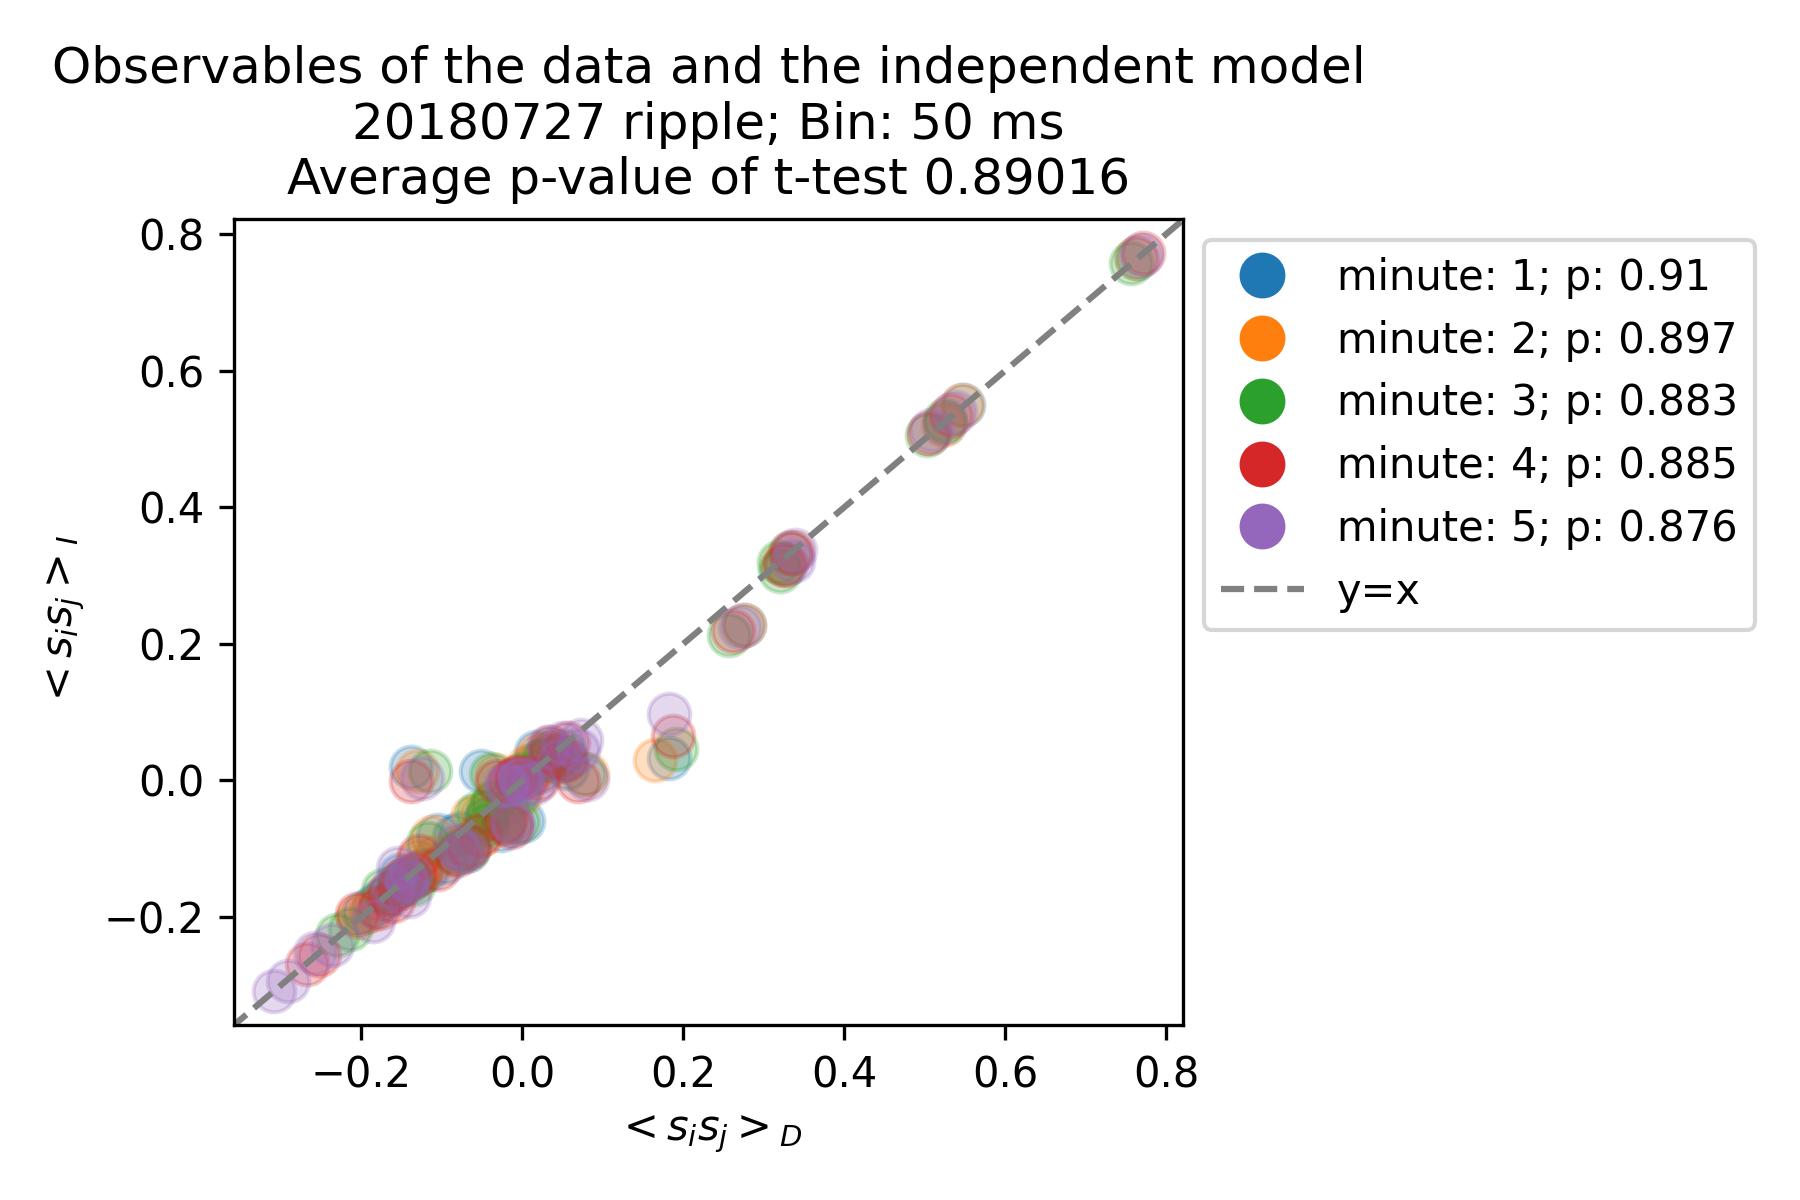 Observables of the data and the independent model
20180727 ripple; Bin: 50 ms
Average p-value of t-test 0.89016
0.8
0.6
0.4
0.2
0.0
−0.2
< s_i s_j >_I
−0.2 0.0 0.2 0.4 0.6 0.8
< s_i s_j >_D
minute: 1; p: 0.91
minute: 2; p: 0.897
minute: 3; p: 0.883
minute: 4; p: 0.885
minute: 5; p: 0.876
y=x